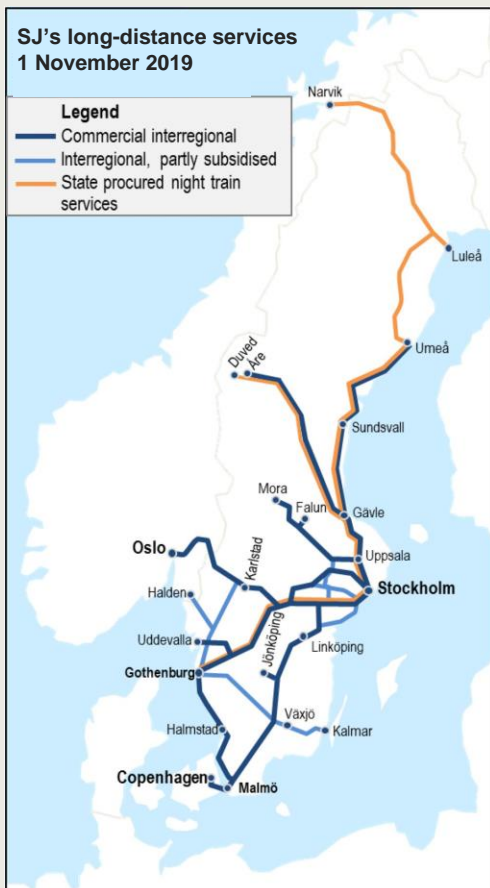 SJ's long-distance services
1 November 2019
Legend
Commercial interregional
Interregional, partly subsidised
State procured night train
services
Narvik
Luleå
Umeå
Duved
Åre
Sundsvall
Mora
Falun
Gävle
Oslo
Karlstad
Uppsala
Stockholm
Halden
Uddevalla
Jönköping
Linköping
Gothenburg
Halmstad
Växjö
Kalmar
Copenhagen
Malmö